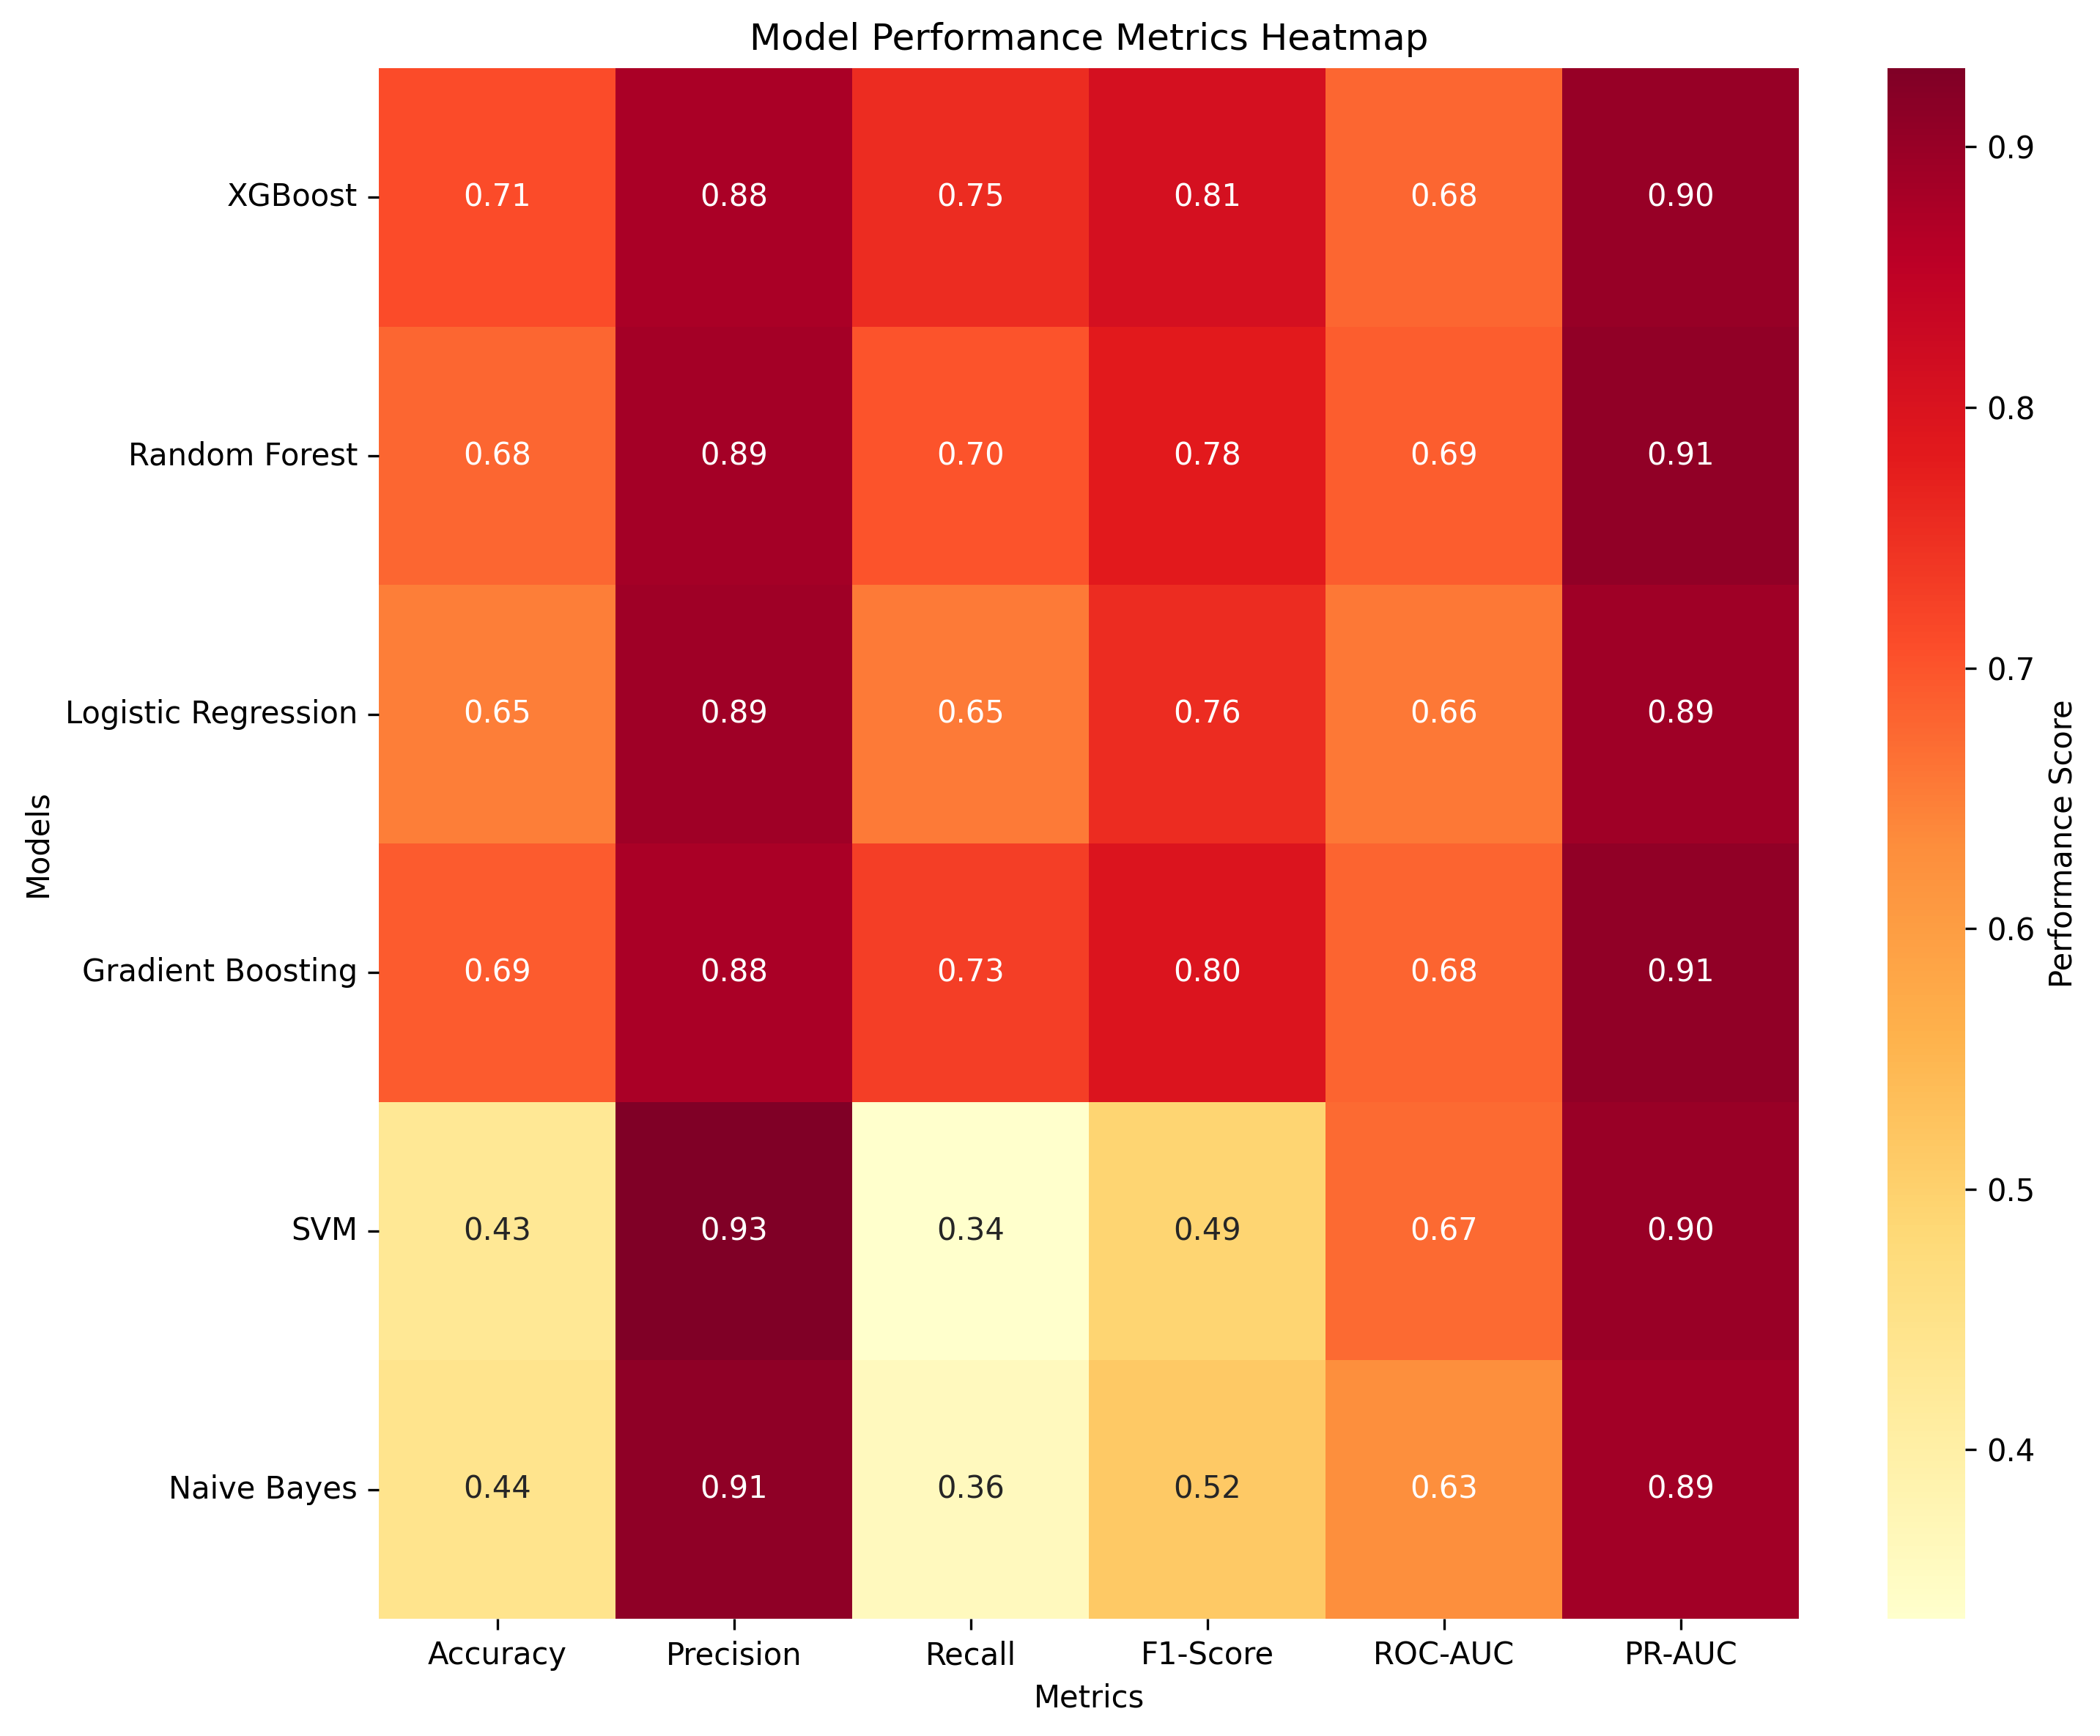 Model Performance Metrics Heatmap
XGBoost 0.71 0.88 0.75 0.81 0.68 0.90
Random Forest 0.68 0.89 0.70 0.78 0.69 0.91
Logistic Regression 0.65 0.89 0.65 0.76 0.66 0.89
Gradient Boosting 0.69 0.88 0.73 0.80 0.68 0.91
SVM 0.43 0.93 0.34 0.49 0.67 0.90
Naive Bayes 0.44 0.91 0.36 0.52 0.63 0.89
Accuracy Precision Recall F1-Score ROC-AUC PR-AUC
Metrics
Models
0.9
0.8
0.7
0.6
0.5
0.4
Performance Score